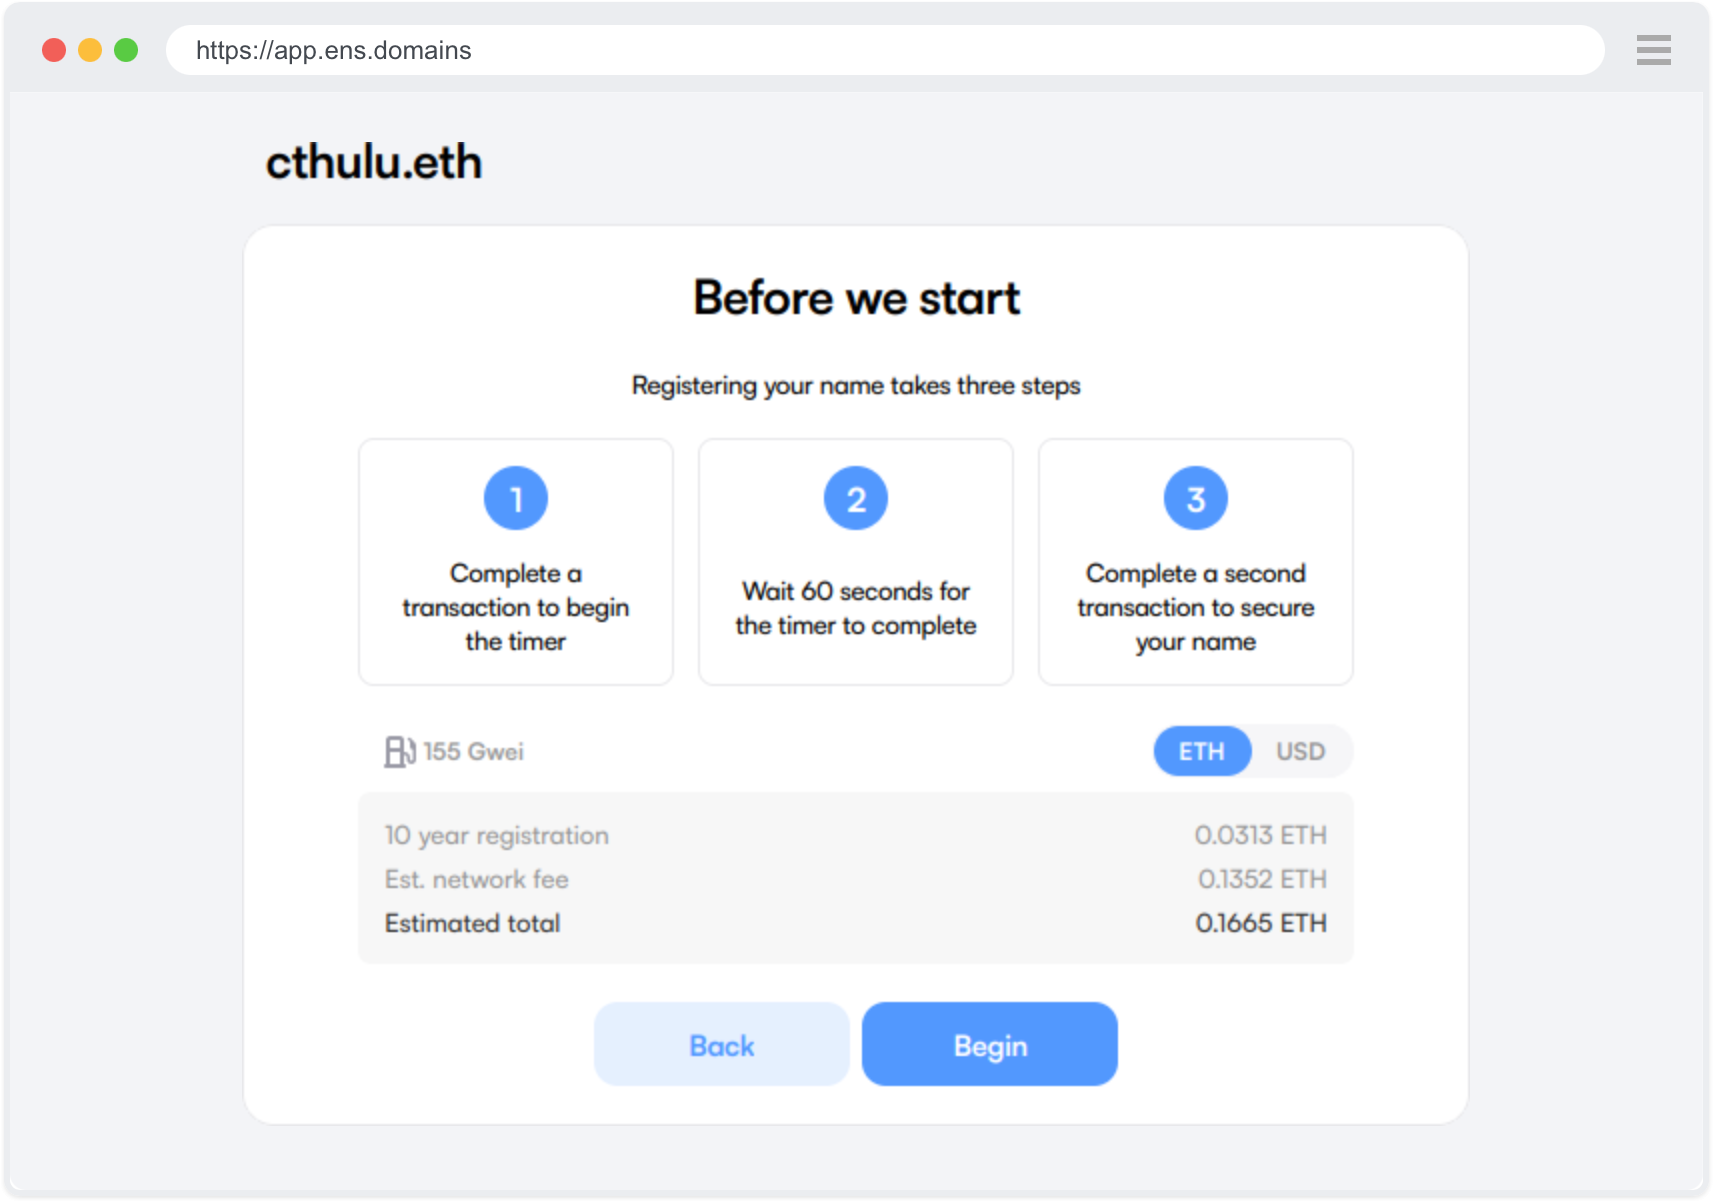 https://app.ens.domains
cthulu.eth
Before we start
Registering your name takes three steps
1
Complete a
transaction to begin
the timer
2
Wait 60 seconds for
the timer to complete
3
Complete a second
transaction to secure
your name
155 Gwei
ETH USD
10 year registration 0.0313 ETH
Est. network fee 0.1352 ETH
Estimated total 0.1665 ETH
Back Begin